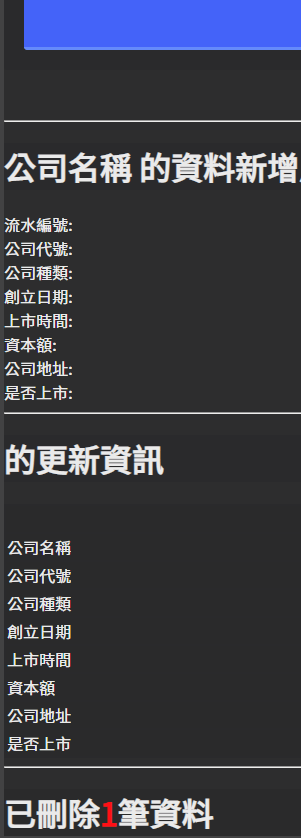 公司名稱 的資料新增
流水編號:
公司代號:
公司種類:
創立日期:
上市時間:
資本額:
公司地址:
是否上市:
的更新資訊
公司名稱
公司代號
公司種類
創立日期
上市時間
資本額
公司地址
是否上市
已刪除1筆資料